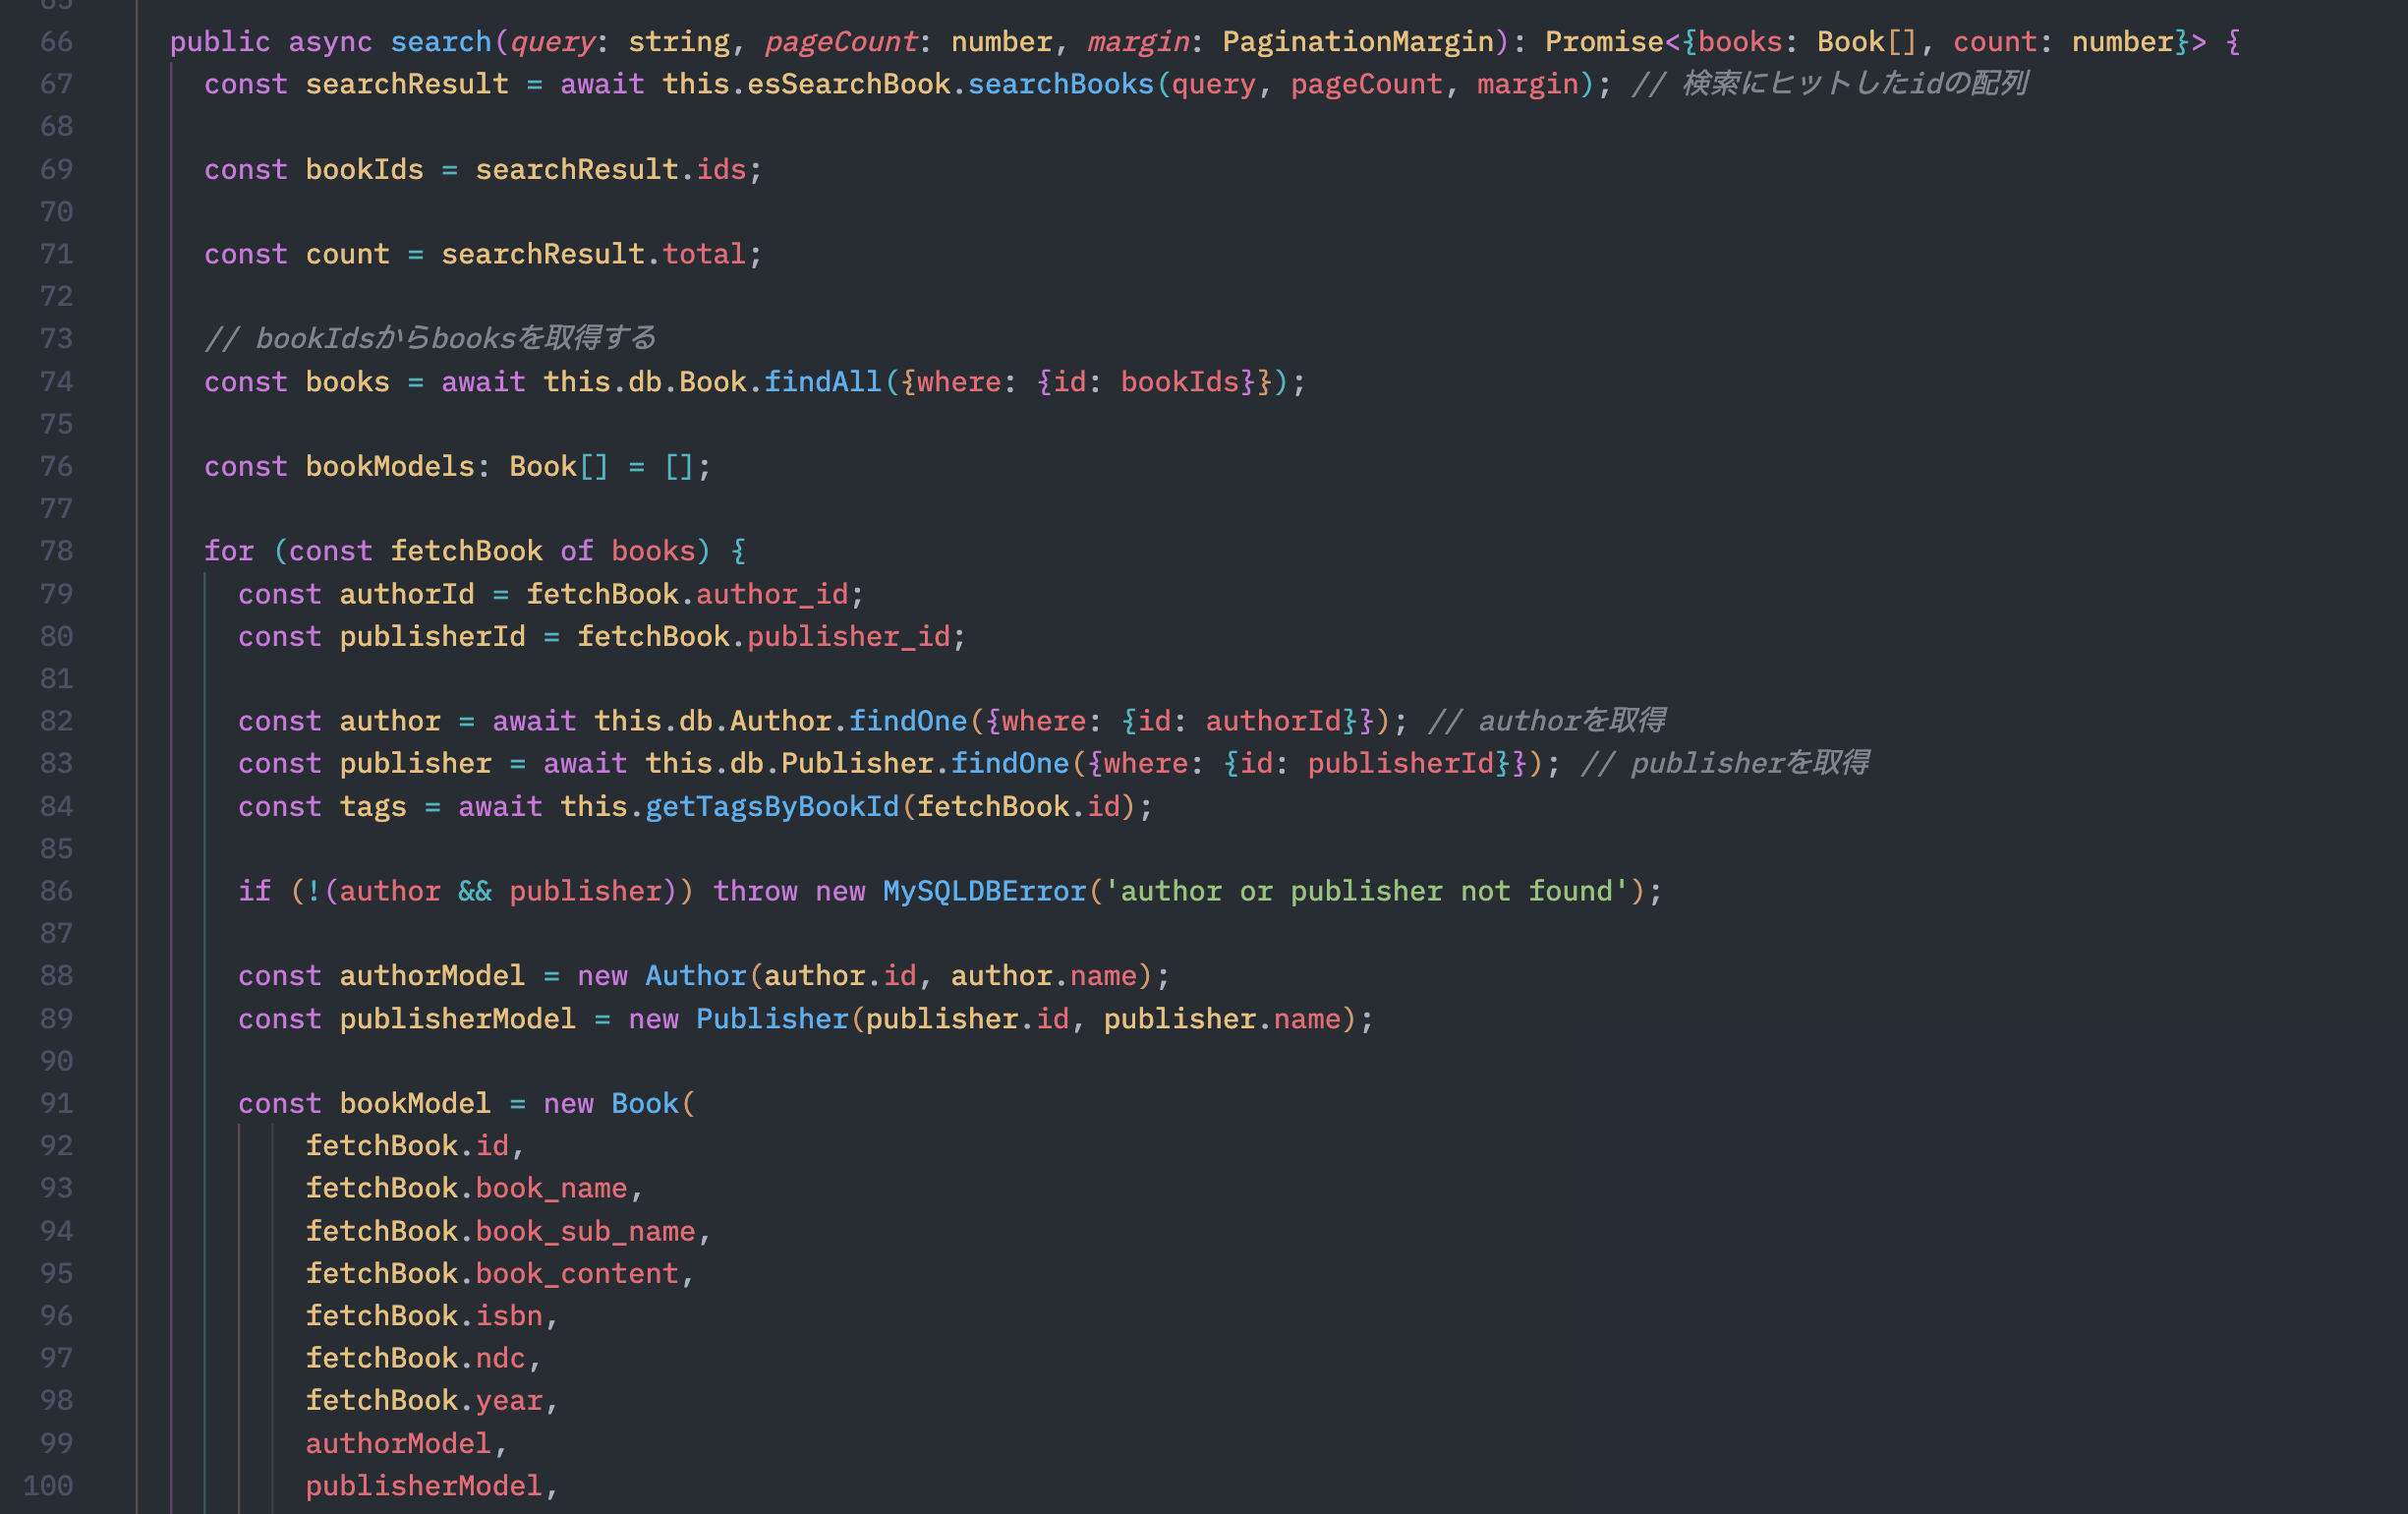 65
66 public async search(query: string, pageCount: number, margin: PaginationMargin): Promise<{books: Book[], count: number}> {
67 const searchResult = await this.esSearchBook.searchBooks(query, pageCount, margin); // 検索にヒットしたidの配列
68
69 const bookIds = searchResult.ids;
70
71 const count = searchResult.total;
72
73 // bookIdsからbooksを取得する
74 const books = await this.db.Book.findAll({where: {id: bookIds}});
75
76 const bookModels: Book[] = [];
77
78 for (const fetchBook of books) {
79 const authorId = fetchBook.author_id;
80 const publisherId = fetchBook.publisher_id;
81
82 const author = await this.db.Author.findOne({where: {id: authorId}}); // authorを取得
83 const publisher = await this.db.Publisher.findOne({where: {id: publisherId}}); // publisherを取得
84 const tags = await this.getTagsByBookId(fetchBook.id);
85
86 if (!(author && publisher)) throw new MySQLDBError('author or publisher not found');
87
88 const authorModel = new Author(author.id, author.name);
89 const publisherModel = new Publisher(publisher.id, publisher.name);
90
91 const bookModel = new Book(
92 fetchBook.id,
93 fetchBook.book_name,
94 fetchBook.book_sub_name,
95 fetchBook.book_content,
96 fetchBook.isbn,
97 fetchBook.ndc,
98 fetchBook.year,
99 authorModel,
100 publisherModel,